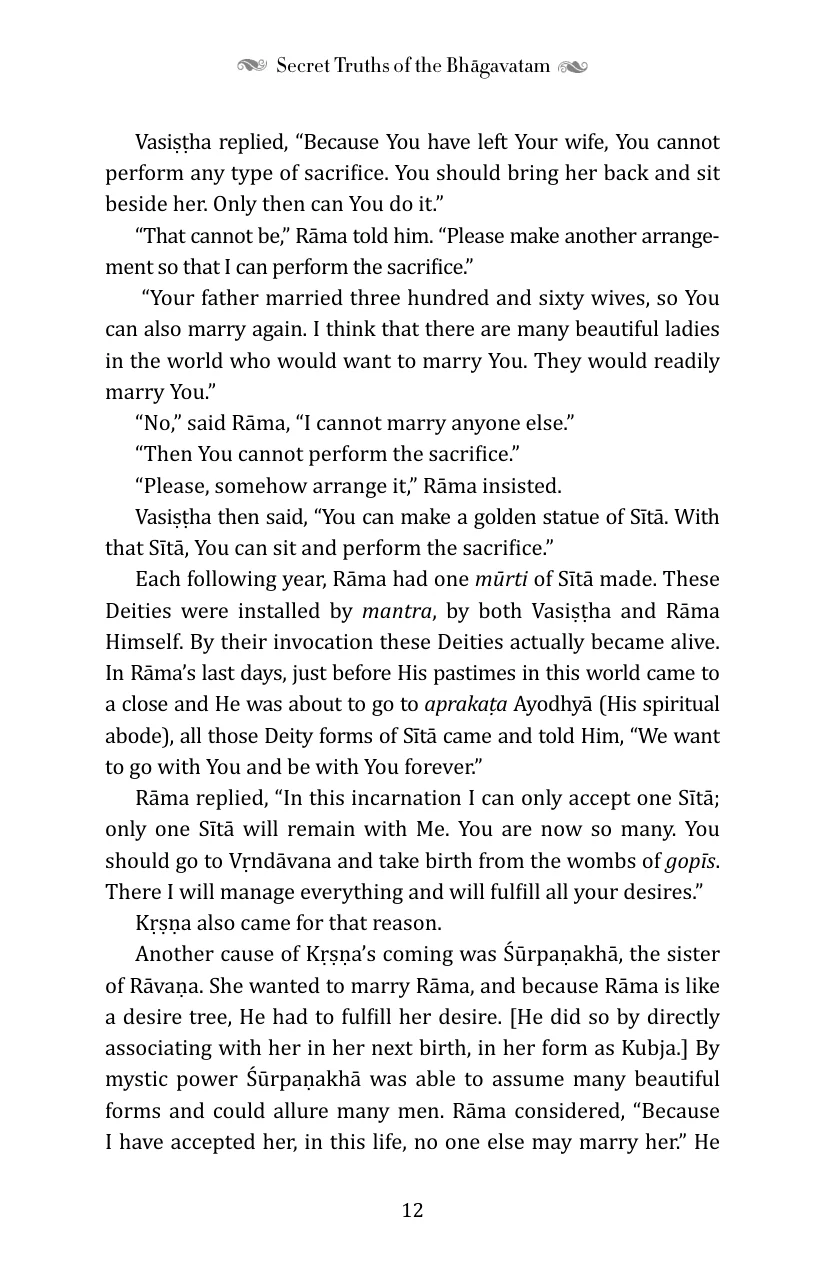 Secret Truths of the Bhāgavatam
Vasiṣṭha replied, “Because You have left Your wife, You cannot
perform any type of sacrifice. You should bring her back and sit
beside her. Only then can You do it.”
“That cannot be,” Rāma told him. “Please make another arrange-
ment so that I can perform the sacrifice.”
“Your father married three hundred and sixty wives, so You
can also marry again. I think that there are many beautiful ladies
in the world who would want to marry You. They would readily
marry You.”
“No,” said Rāma, “I cannot marry anyone else.”
“Then You cannot perform the sacrifice.”
“Please, somehow arrange it,” Rāma insisted.
Vasiṣṭha then said, “You can make a golden statue of Sītā. With
that Sītā, You can sit and perform the sacrifice.”
Each following year, Rāma had one mūrti of Sītā made. These
Deities were installed by mantra, by both Vasiṣṭha and Rāma
Himself. By their invocation these Deities actually became alive.
In Rāma’s last days, just before His pastimes in this world came to
a close and He was about to go to aprakaṭa Ayodhyā (His spiritual
abode), all those Deity forms of Sītā came and told Him, “We want
to go with You and be with You forever.”
Rāma replied, “In this incarnation I can only accept one Sītā;
only one Sītā will remain with Me. You are now so many. You
should go to Vṛndāvana and take birth from the wombs of gopīs.
There I will manage everything and will fulfill all your desires.”
Kṛṣṇa also came for that reason.
Another cause of Kṛṣṇa’s coming was Śūrpaṇakhā, the sister
of Rāvaṇa. She wanted to marry Rāma, and because Rāma is like
a desire tree, He had to fulfill her desire. [He did so by directly
associating with her in her next birth, in her form as Kubja.] By
mystic power Śūrpaṇakhā was able to assume many beautiful
forms and could allure many men. Rāma considered, “Because
I have accepted her, in this life, no one else may marry her.” He
12